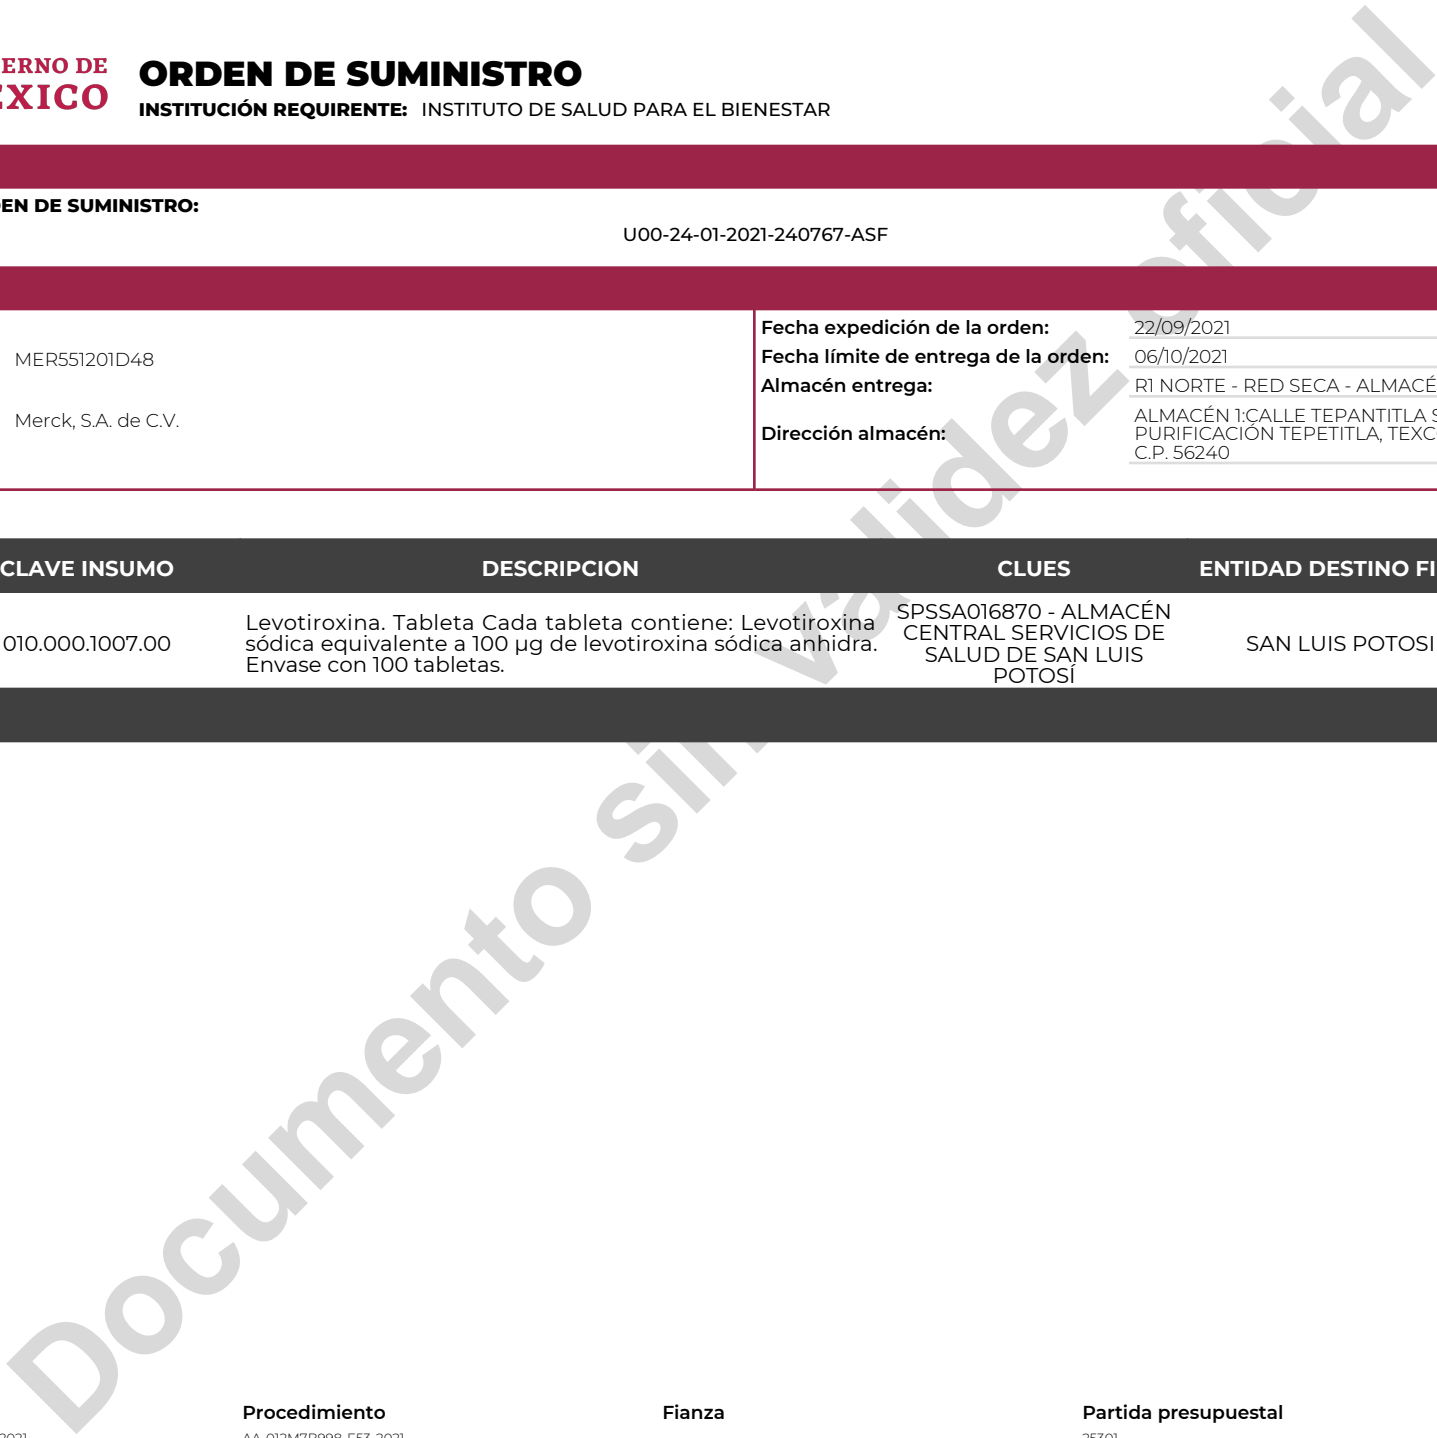 ERNO DE
EXICO
ORDEN DE SUMINISTRO
INSTITUCIÓN REQUIRENTE: INSTITUTO DE SALUD PARA EL BIENESTAR
EN DE SUMINISTRO:
U00-24-01-2021-240767-ASF
MER551201D48
Merck, S.A. de C.V.
Fecha expedición de la orden: 22/09/2021
Fecha límite de entrega de la orden: 06/10/2021
Almacén entrega: R1 NORTE - RED SECA - ALMACÉ
Dirección almacén: ALMACÉN 1:CALLE TEPANTITLA S
PURIFICACIÓN TEPETITLA, TEXC
C.P. 56240
CLAVE INSUMO DESCRIPCION CLUES ENTIDAD DESTINO FI
010.000.1007.00
Levotiroxina. Tableta Cada tableta contiene: Levotiroxina
sódica equivalente a 100 µg de levotiroxina sódica anhidra.
Envase con 100 tabletas.
SPSSA016870 - ALMACÉN
CENTRAL SERVICIOS DE
SALUD DE SAN LUIS
POTOSÍ
SAN LUIS POTOSI
Documento sin validez oficial
Procedimiento Fianza Partida presupuestal